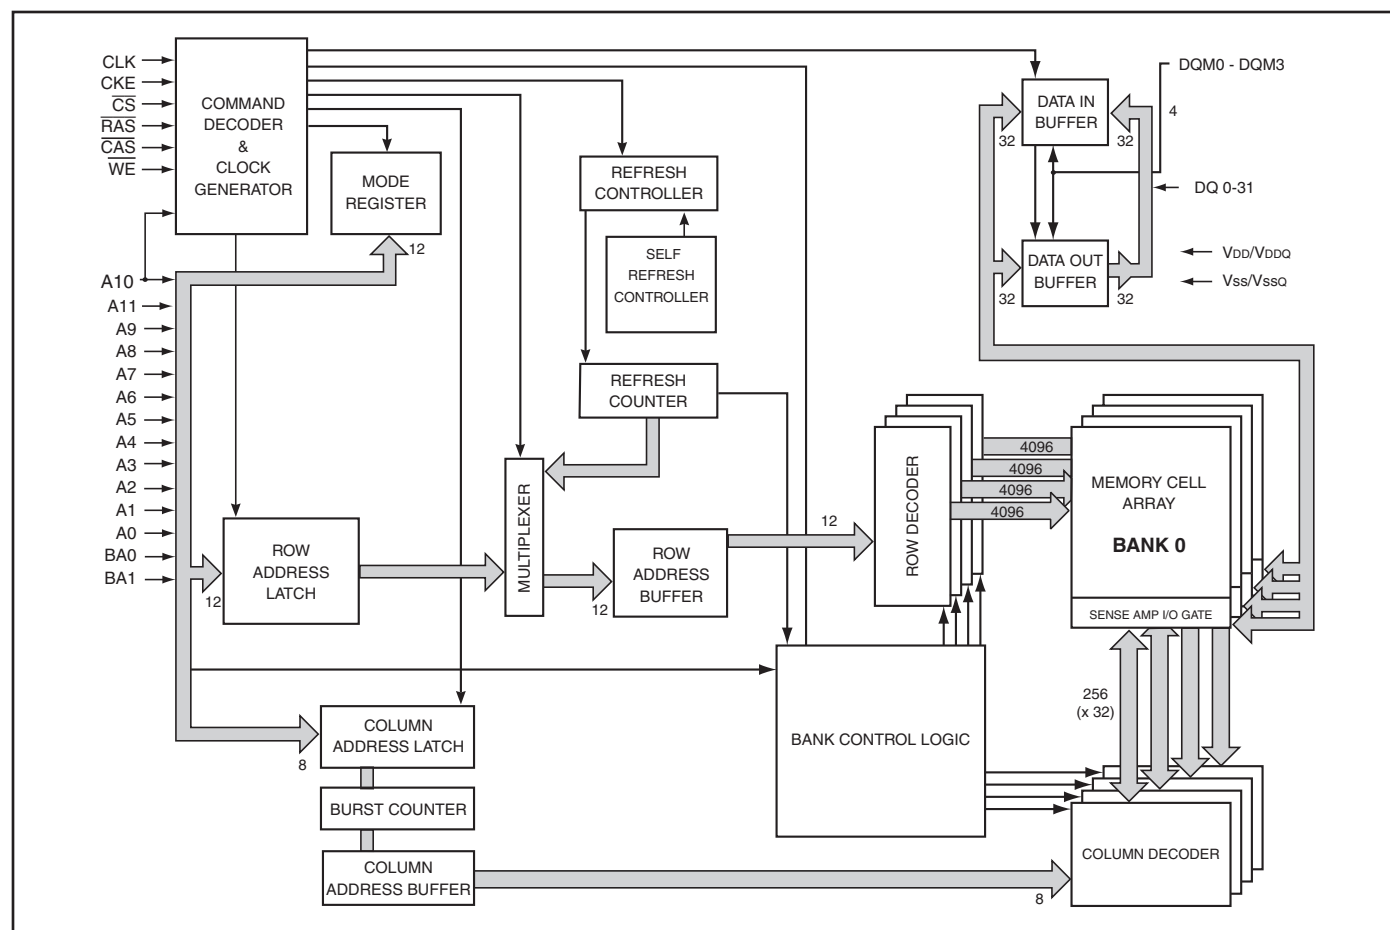 CLK
CKE
CS
RAS
CAS
WE
COMMAND
DECODER
&
CLOCK
GENERATOR
MODE
REGISTER
12
REFRESH
CONTROLLER
SELF
REFRESH
CONTROLLER
REFRESH
COUNTER
DATA IN
BUFFER
32
32
DQM0 - DQM3
4
DQ 0-31
DATA OUT
BUFFER
32
32
VDD/VDDQ
Vss/VssQ
A10
A11
A9
A8
A7
A6
A5
A4
A3
A2
A1
A0
BA0
BA1
12
ROW
ADDRESS
LATCH
MULTIPLEXER
12
ROW
ADDRESS
BUFFER
12
ROW DECODER
4096
4096
4096
4096
MEMORY CELL
ARRAY
BANK 0
SENSE AMP I/O GATE
256
(x 32)
BANK CONTROL LOGIC
8
COLUMN
ADDRESS LATCH
BURST COUNTER
COLUMN
ADDRESS BUFFER
8
COLUMN DECODER